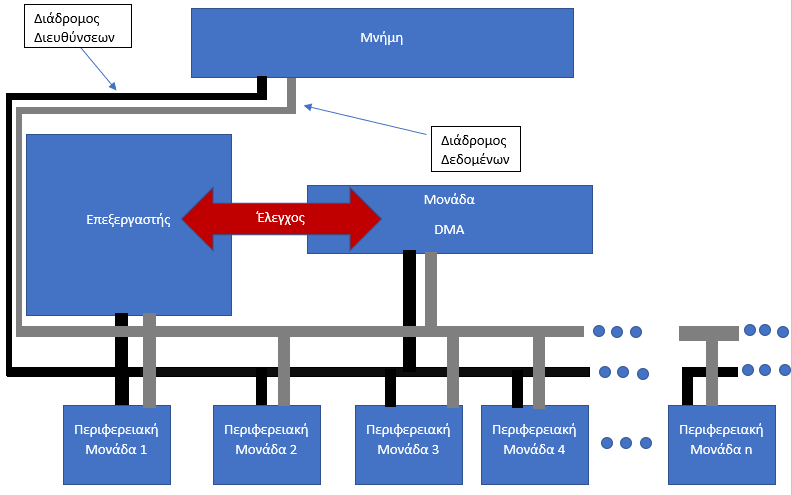 Διάδρομος
Διευθύνσεων
Μνήμη
Διάδρομος
Δεδομένων
Επεξεργαστής
Έλεγχος
Μονάδα
DMA
Περιφερειακή
Μονάδα 1
Περιφερειακή
Μονάδα 2
Περιφερειακή
Μονάδα 3
Περιφερειακή
Μονάδα 4
Περιφερειακή
Μονάδα n